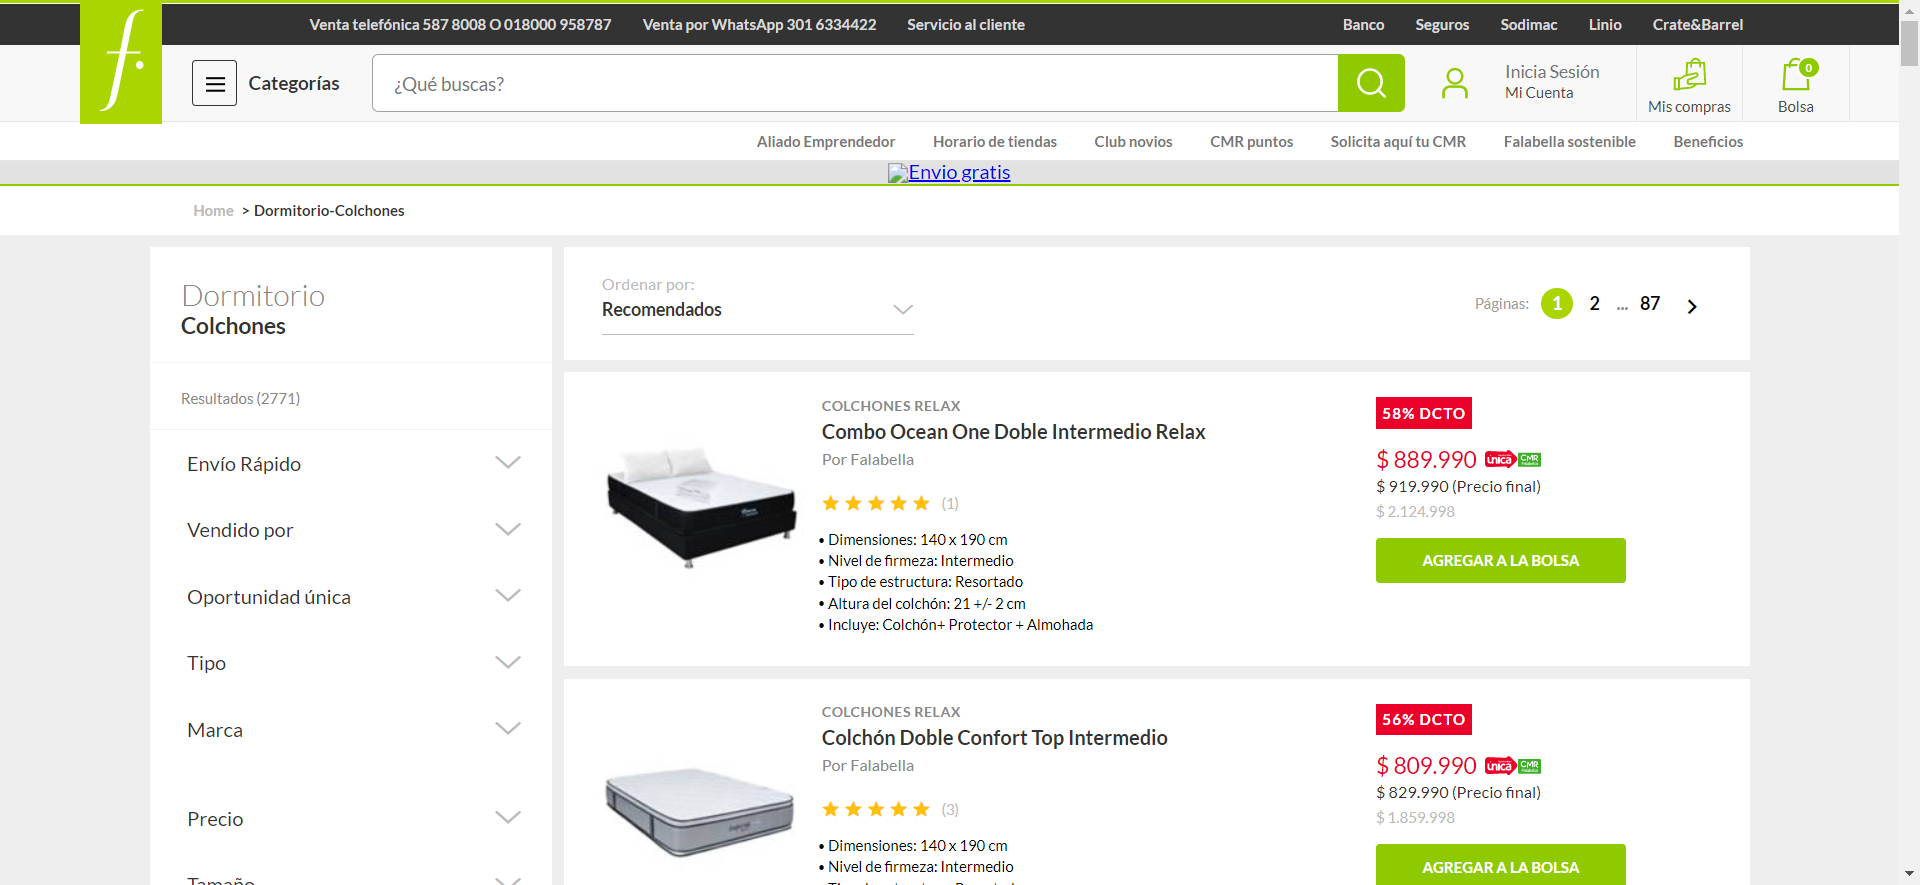 Venta telefónica 587 8008 O 018000 958787 Venta por WhatsApp 301 6334422 Servicio al cliente Banco Seguros Sodimac Linio Crate&Barrel
f.
Categorías
¿Qué buscas?
Inicia Sesión
Mi Cuenta
Mis compras
0
Bolsa
Aliado Emprendedor Horario de tiendas Club novios CMR puntos Solicita aquí tu CMR Falabella sostenible Beneficios
Envio gratis
Home > Dormitorio-Colchones
Dormitorio
Colchones
Resultados (2771)
Envío Rápido
Vendido por
Oportunidad única
Tipo
Marca
Precio
Tamaño
Ordenar por:
Recomendados
Páginas: 1 2 ... 87
COLCHONES RELAX
Combo Ocean One Doble Intermedio Relax
Por Falabella
(1)
• Dimensiones: 140 x 190 cm
• Nivel de firmeza: Intermedio
• Tipo de estructura: Resortado
• Altura del colchón: 21 +/- 2 cm
• Incluye: Colchón+ Protector + Almohada
58% DCTO
$ 889.990 única CMR Falabella
$ 919.990 (Precio final)
$ 2.124.998
AGREGAR A LA BOLSA
COLCHONES RELAX
Colchón Doble Confort Top Intermedio
Por Falabella
(3)
• Dimensiones: 140 x 190 cm
• Nivel de firmeza: Intermedio
56% DCTO
$ 809.990 única CMR Falabella
$ 829.990 (Precio final)
$ 1.859.998
AGREGAR A LA BOLSA